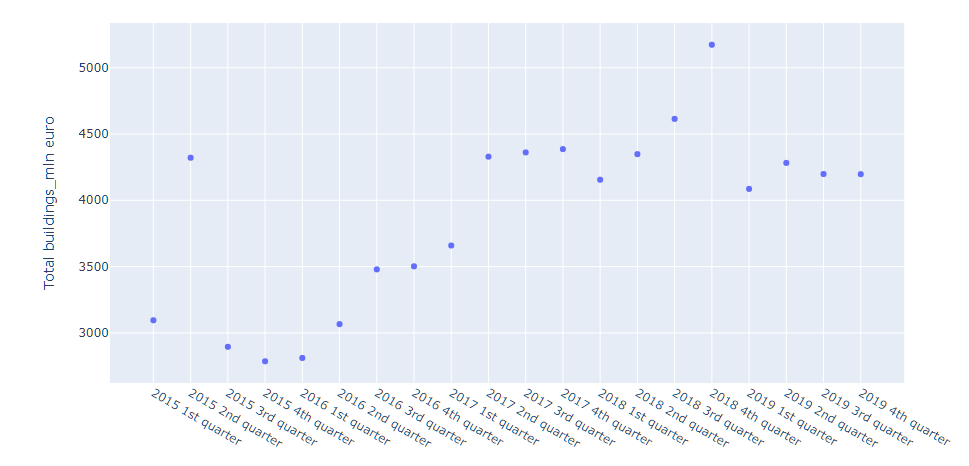 Total buildings_mln euro
5000
4500
4000
3500
3000
2015 1st quarter
2015 2nd quarter
2015 3rd quarter
2015 4th quarter
2016 1st quarter
2016 2nd quarter
2016 3rd quarter
2016 4th quarter
2017 1st quarter
2017 2nd quarter
2017 3rd quarter
2017 4th quarter
2018 1st quarter
2018 2nd quarter
2018 3rd quarter
2018 4th quarter
2019 1st quarter
2019 2nd quarter
2019 3rd quarter
2019 4th quarter